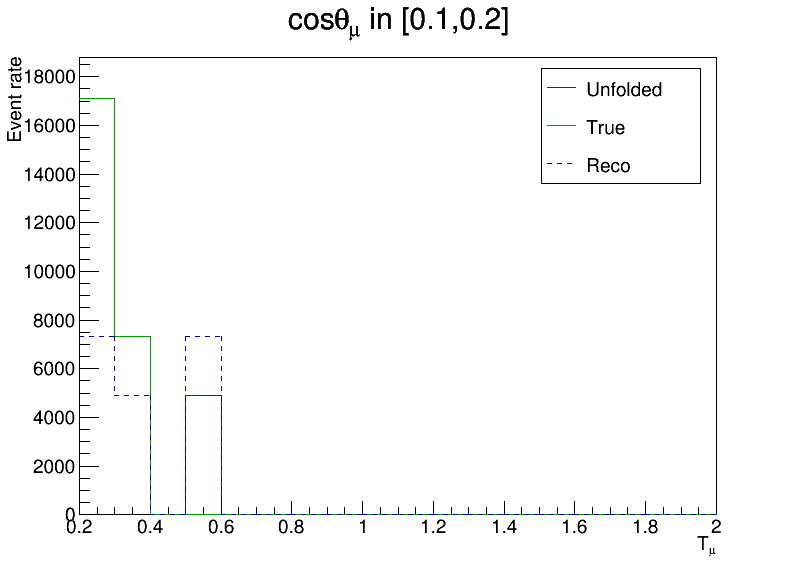 cosθμ in [0.1,0.2]
Event rate
18000
16000
14000
12000
10000
8000
6000
4000
2000
0
Unfolded
True
Reco
0.2 0.4 0.6 0.8 1 1.2 1.4 1.6 1.8 2
Tμ